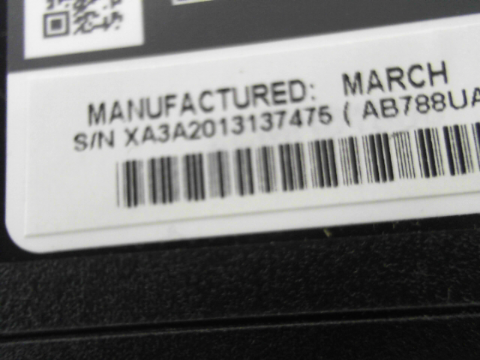 MANUFACTURED: MARCH
S/N XA3A2013137475 ( AB788UA